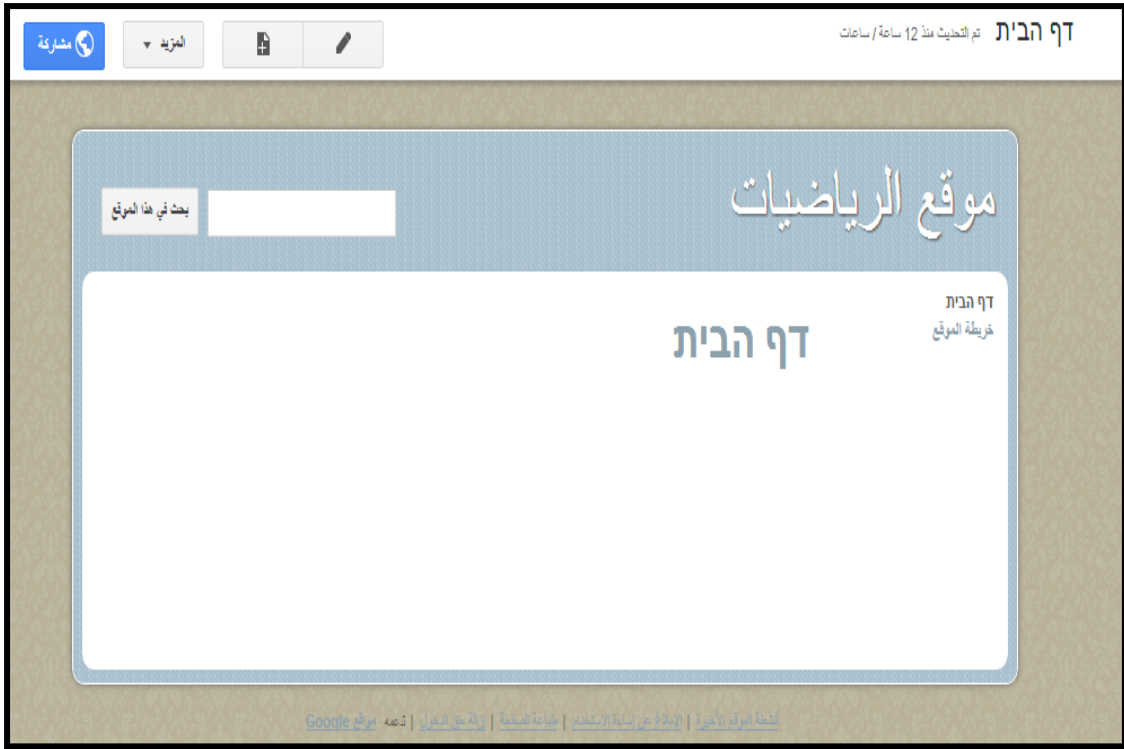 דף הבית تم التحديث منذ 12 ساعة / ساعات
المزيد
مشاركة
موقع الرياضيات
بحث في هذا الموقع
דף הבית
خريطة الموقع
דף הבית
أنشطة الموقع الأخيرة | الإبلاغ عن إساءة الاستخدام | طباعة الصفحة | إزالة حق الدخول | تدعمه مواقع Google